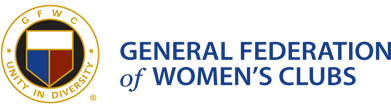 GFWC
UNITY IN DIVERSITY
®
GENERAL FEDERATION
of WOMEN'S CLUBS